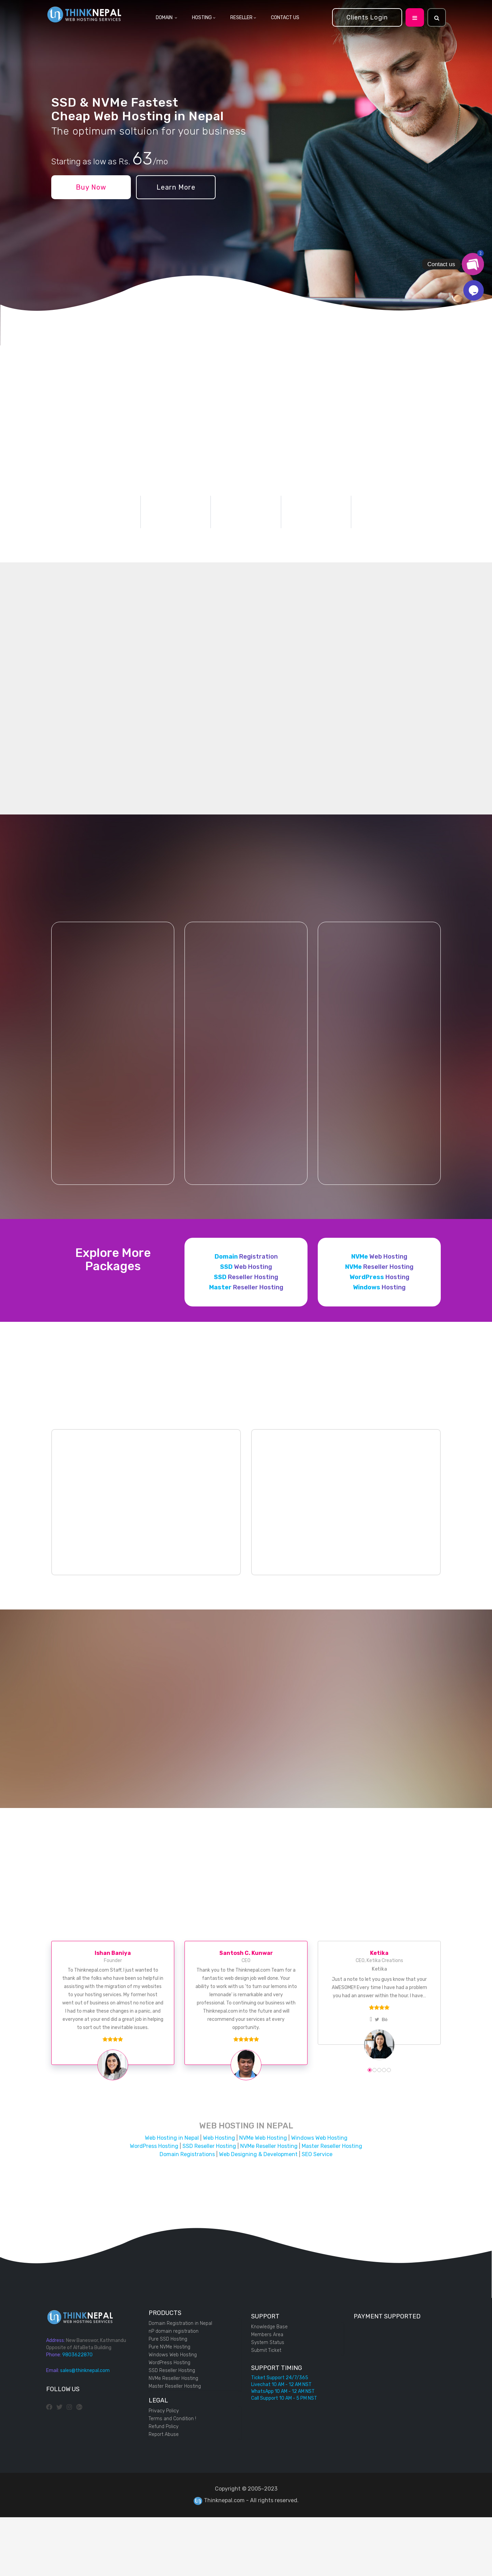 THINKNEPAL
WEB HOSTING SERVICES
DOMAIN
HOSTING
RESELLER
CONTACT US
Clients Login
SSD & NVMe Fastest
Cheap Web Hosting in Nepal
The optimum soltuion for your business
Starting as low as Rs. 63/mo
Buy Now
Learn More
Contact us
1
Explore More
Packages
Domain Registration
SSD Web Hosting
SSD Reseller Hosting
Master Reseller Hosting
NVMe Web Hosting
NVMe Reseller Hosting
WordPress Hosting
Windows Hosting
Ishan Baniya
Founder
To Thinknepal.com Staff I just wanted to
thank all the folks who have been so helpful in
assisting with the migration of my websites
to your hosting services. My former host
went out of business on almost no notice and
I had to make this change across airplanes, and
everyone at your end did a great job in helping
to sort out the inevitable issues.
Santosh C. Kunwar
CEO
Thank you to the Thinknepal.com Team for a
fantastic web design job well done. Your
ability to work with us 'to turn our lemons into
lemonade' is remarkable and very
professional. To continuing our business with
Thinknepal.com into the future and will
recommend your services at every
opportunity.
Ketika
CEO, Ketika Creations
Ketika
Just a note to let you guys know that your
AWESOME! Every time I have had a problem
you had an answer within the hour I have...
WEB HOSTING IN NEPAL
Web Hosting in Nepal | Web Hosting | NVMe Web Hosting | Windows Web Hosting
WordPress Hosting | SSD Reseller Hosting | NVMe Reseller Hosting | Master Reseller Hosting
Domain Registrations | Web Designing & Development | SEO Service
THINKNEPAL
WEB HOSTING SERVICES
Address: New Baneswor, Kathmandu
Opposite of AlfaBeta Building
Phone: 9803622870
Email: sales@thinknepal.com
FOLLOW US
PRODUCTS
Domain Registration in Nepal
nP domain registration
Pure SSD Hosting
Pure NVMe Hosting
Windows Web Hosting
WordPress Hosting
SSD Reseller Hosting
NVMe Reseller Hosting
Master Reseller Hosting
LEGAL
Privacy Policy
Terms and Condition !
Refund Policy
Report Abuse
SUPPORT
Knowledge Base
Members Area
System Status
Submit Ticket
SUPPORT TIMING
Ticket Support 24/7/365
Livechat 10 AM - 12 AM NST
WhatsApp 10 AM - 12 AM NST
Call Support 10 AM - 5 PM NST
PAYMENT SUPPORTED
Copyright © 2005-2023
Thinknepal.com - All rights reserved.